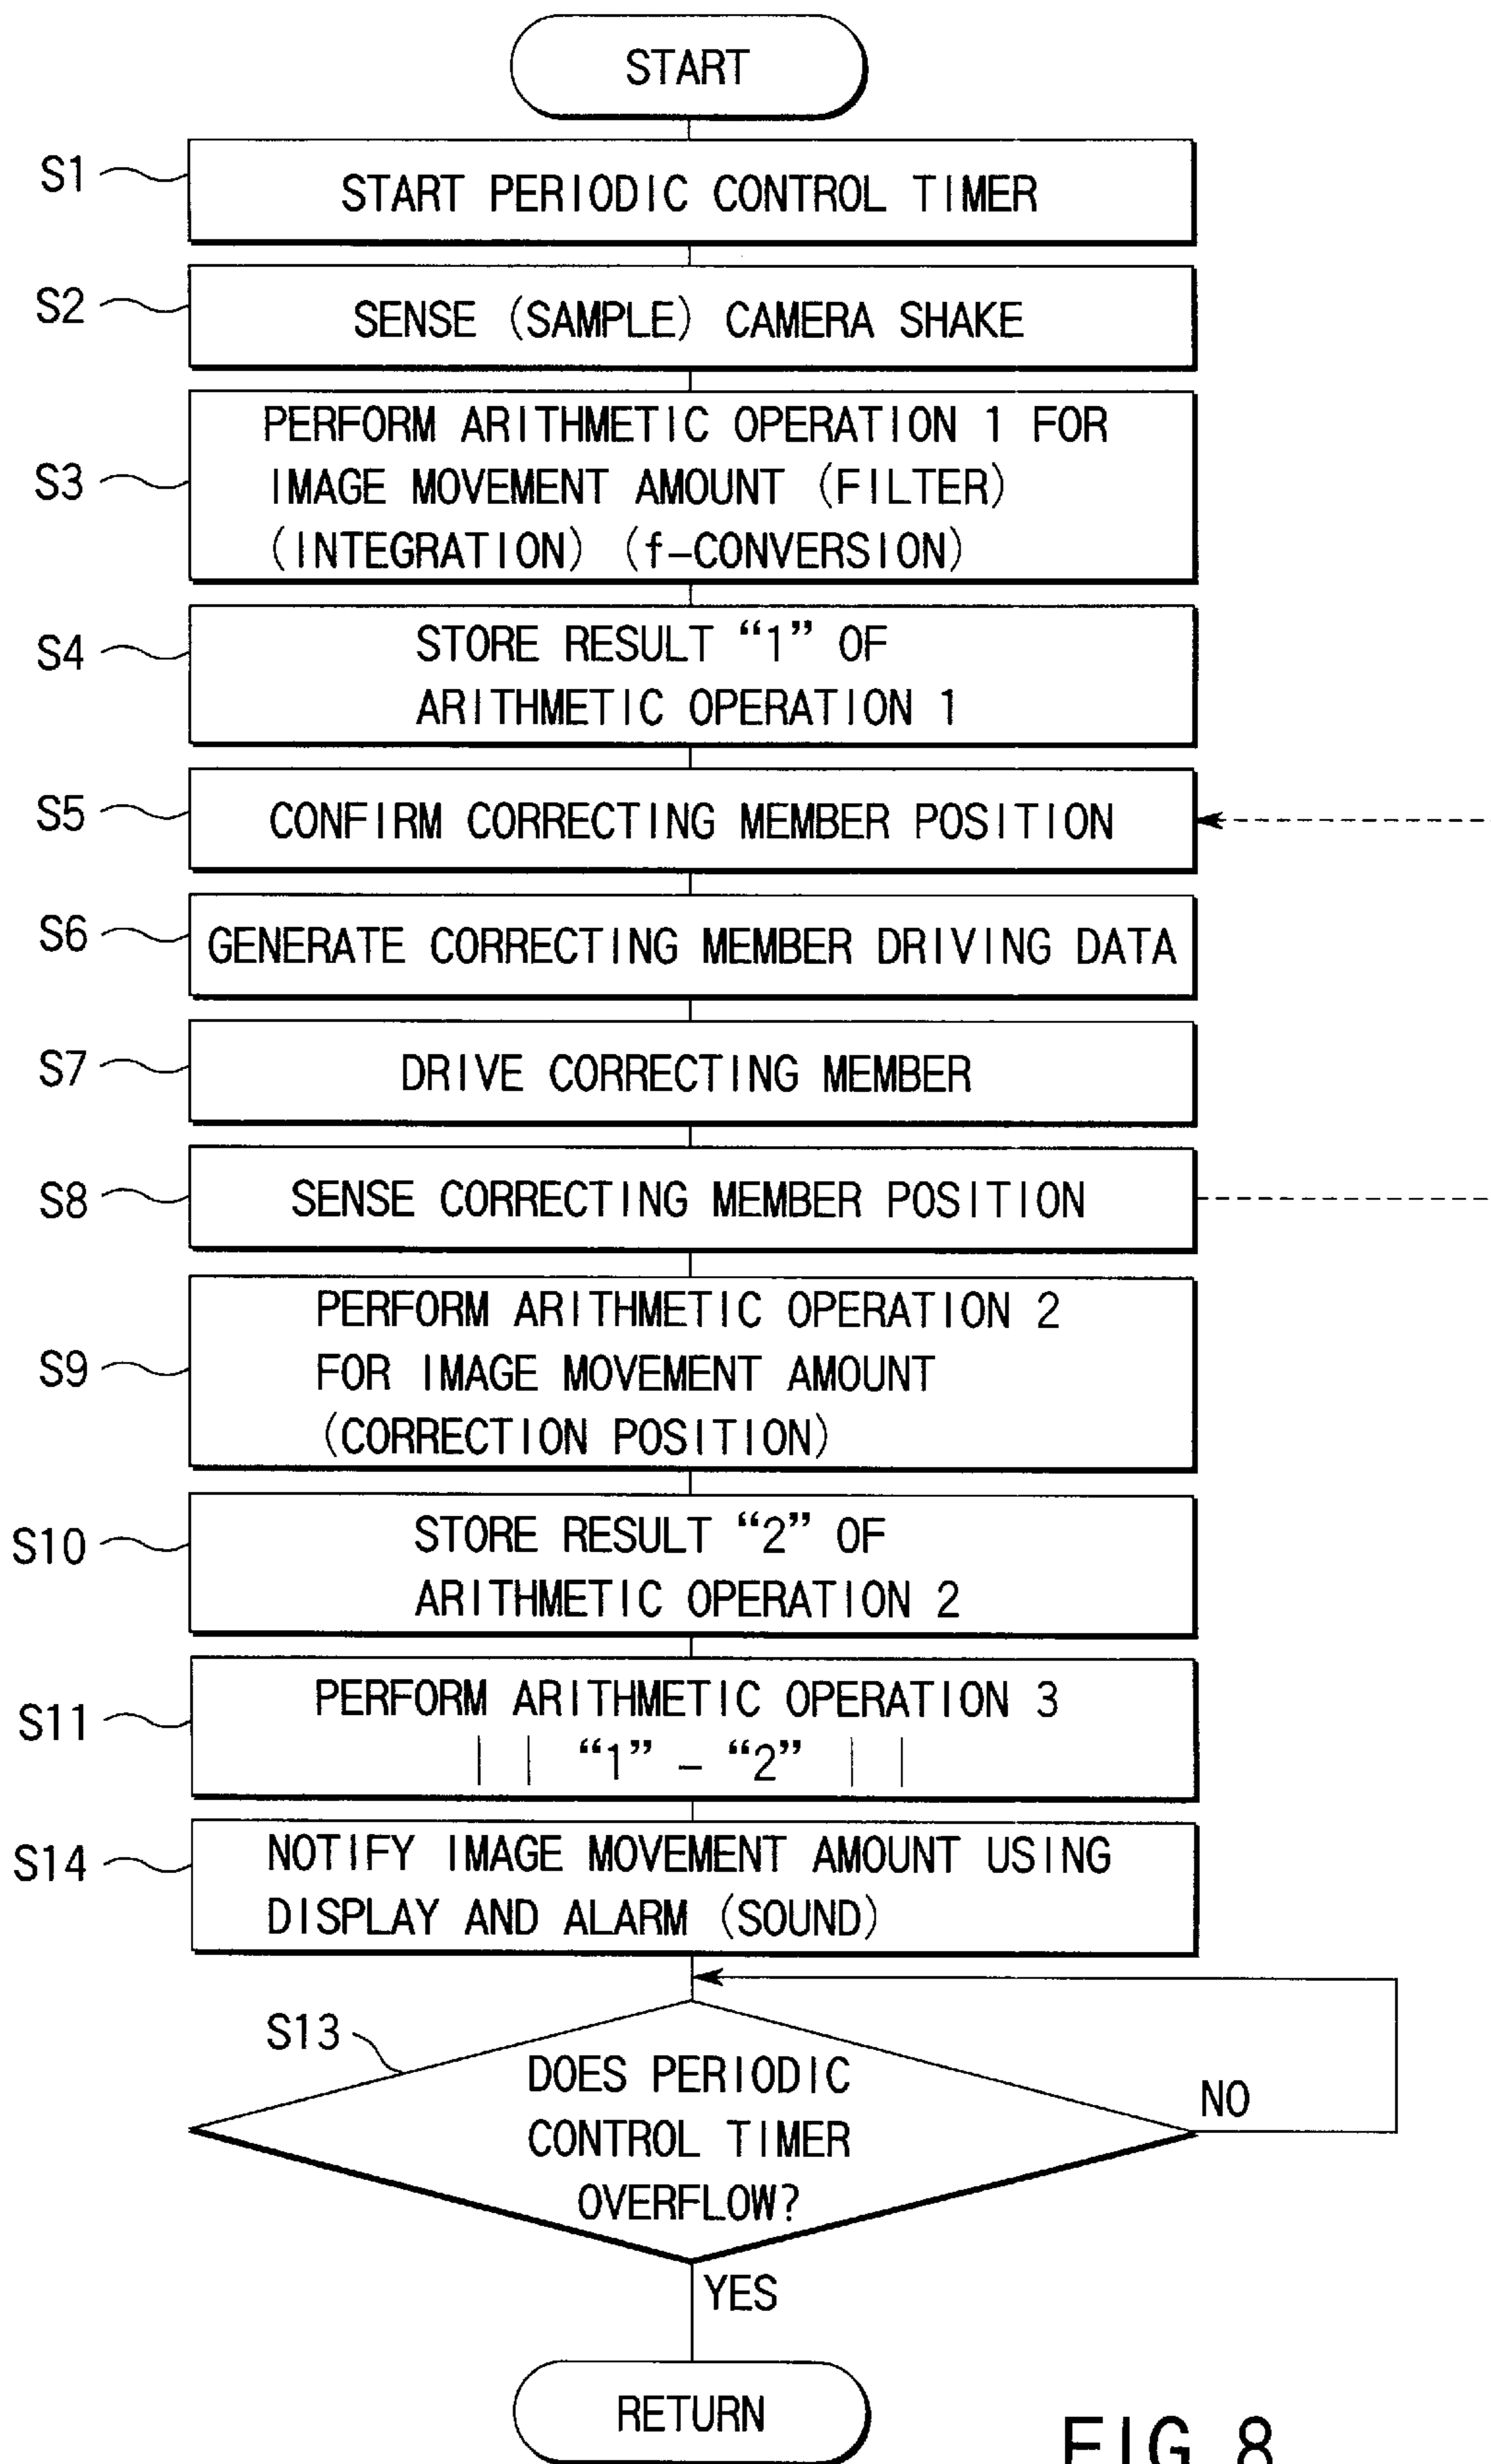 START
S1
START PERIODIC CONTROL TIMER
S2
SENSE (SAMPLE) CAMERA SHAKE
S3
PERFORM ARITHMETIC OPERATION 1 FOR
IMAGE MOVEMENT AMOUNT (FILTER)
(INTEGRATION) (f-CONVERSION)
S4
STORE RESULT “1” OF
ARITHMETIC OPERATION 1
S5
CONFIRM CORRECTING MEMBER POSITION
S6
GENERATE CORRECTING MEMBER DRIVING DATA
S7
DRIVE CORRECTING MEMBER
S8
SENSE CORRECTING MEMBER POSITION
S9
PERFORM ARITHMETIC OPERATION 2
FOR IMAGE MOVEMENT AMOUNT
(CORRECTION POSITION)
S10
STORE RESULT “2” OF
ARITHMETIC OPERATION 2
S11
PERFORM ARITHMETIC OPERATION 3
| | “1” – “2” | |
S14
NOTIFY IMAGE MOVEMENT AMOUNT USING
DISPLAY AND ALARM (SOUND)
S13
DOES PERIODIC
CONTROL TIMER
OVERFLOW?
NO
YES
RETURN
FIG. 8